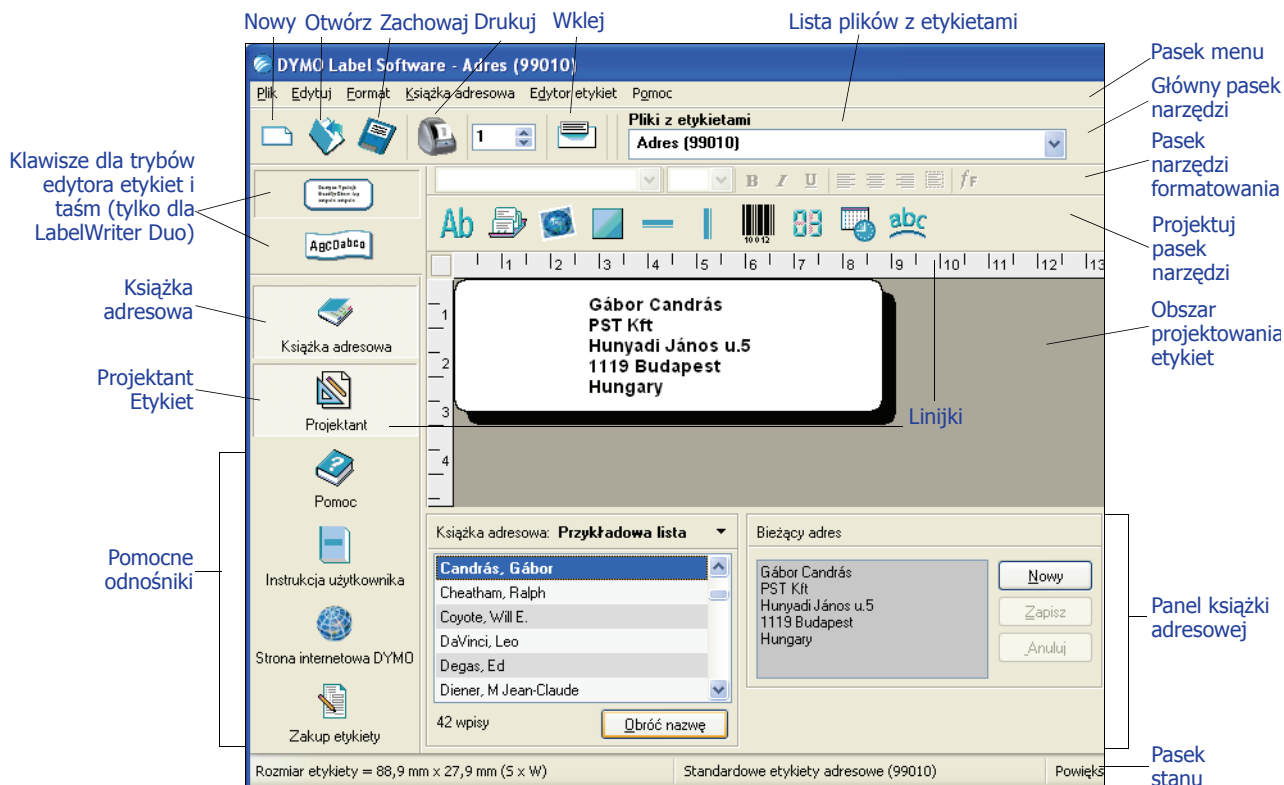 Nowy Otwórz Zachowaj Drukuj Wklej Lista plików z etykietami
Pasek menu
Główny pasek
narzędzi
Pasek
narzędzi
formatowania
Projektuj
pasek
narzędzi
Obszar
projektowania
etykiet
Klawisze dla trybów
edytora etykiet i
taśm (tylko dla
LabelWriter Duo)
Książka
adresowa
Projektant
Etykiet
Pomocne
odnośniki
DYMO Label Software - Adres (99010)
Plik Edytuj Format Książka adresowa Edytor etykiet Pomoc
1
Pliki z etykietami
Adres (99010)
B I U fF
ABCDabcd
Ab 10012 abc
1 2 3 4 5 6 7 8 9 10 11 12 13
1
2
3
4
Gábor Candrás
PST Kft
Hunyadi János u.5
1119 Budapest
Hungary
Linijki
Książka adresowa
Projektant
Pomoc
Instrukcja użytkownika
Strona internetowa DYMO
Zakup etykiety
Książka adresowa: Przykładowa lista
Candrás, Gábor
Cheatham, Ralph
Coyote, Will E.
DaVinci, Leo
Degas, Ed
Diener, M Jean-Claude
42 wpisy
Obróć nazwę
Bieżący adres
Gábor Candrás
PST Kft
Hunyadi János u.5
1119 Budapest
Hungary
Nowy
Zapisz
Anuluj
Panel książki
adresowej
Rozmiar etykiety = 88,9 mm x 27,9 mm (S x W) Standardowe etykiety adresowe (99010) Powięks
Pasek
stanu